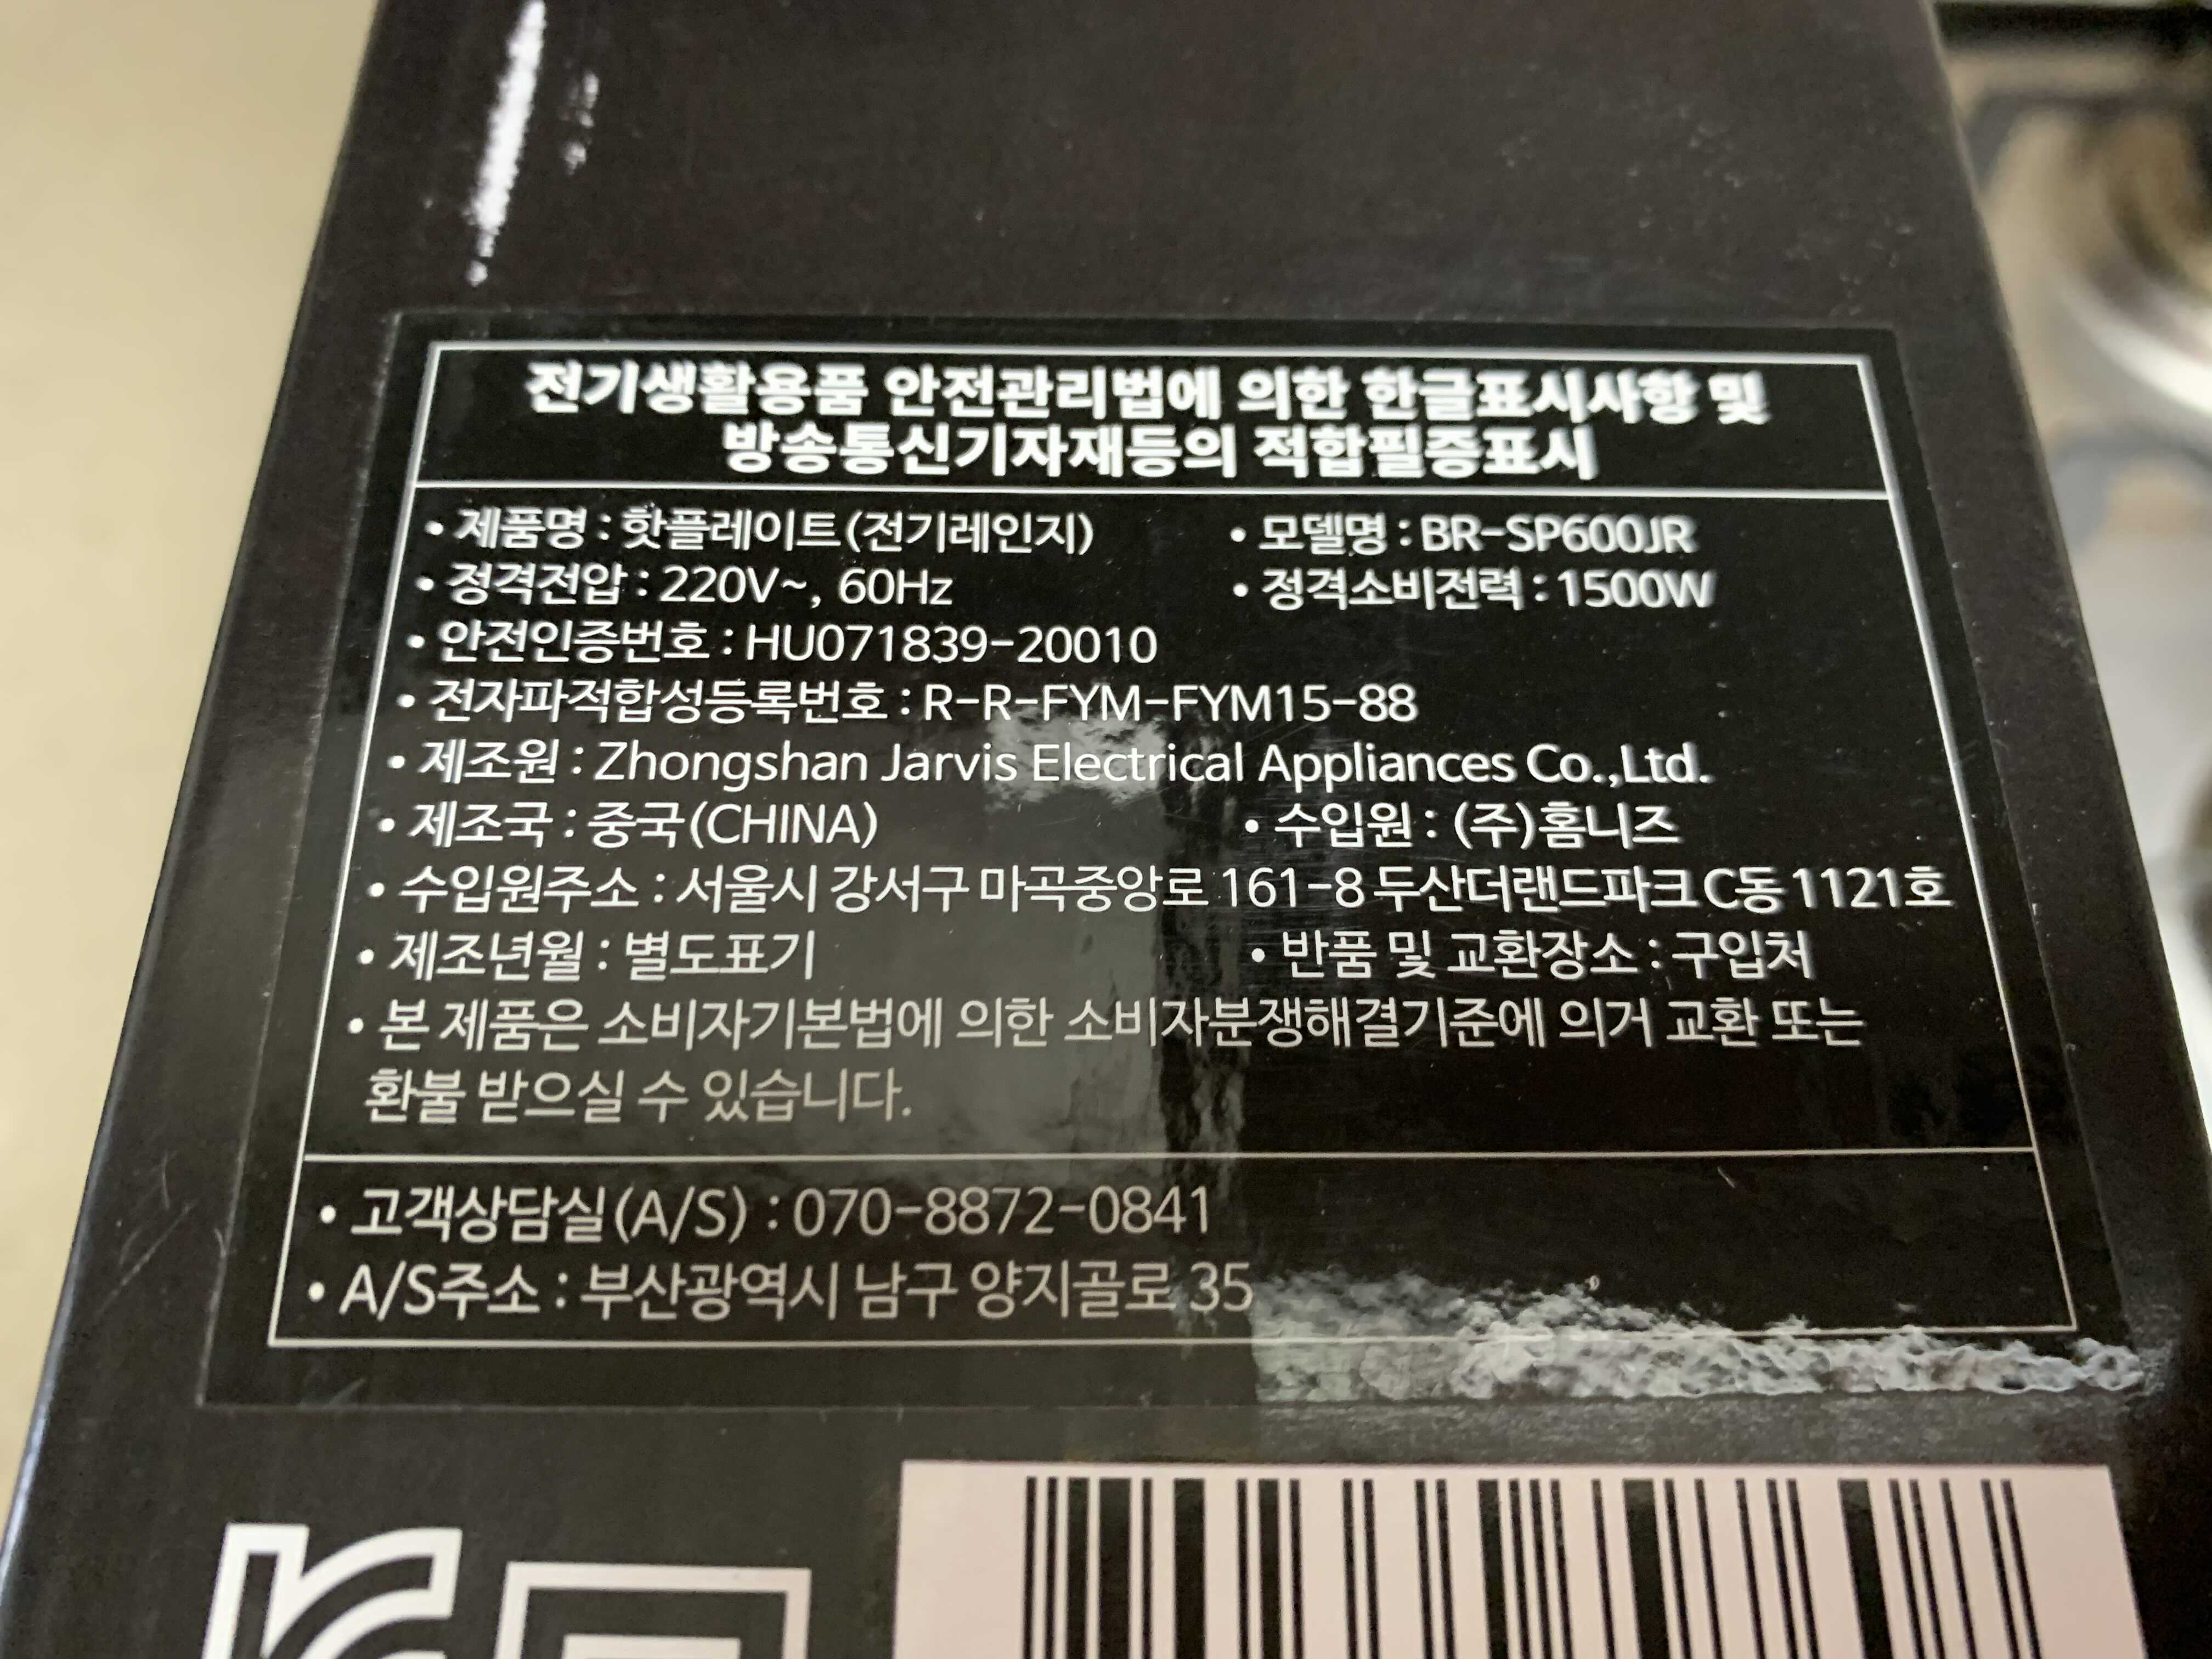 전기생활용품 안전관리법에 의한 한글표시사항 및
방송통신기자재등의 적합필증표시
• 제품명 : 핫플레이트(전기레인지) • 모델명 : BR-SP600JR
• 정격전압 : 220V~, 60Hz • 정격소비전력 : 1500W
• 안전인증번호 : HU071839-20010
• 전자파적합성등록번호 : R-R-FYM-FYM15-88
• 제조원 : Zhongshan Jarvis Electrical Appliances Co.,Ltd.
• 제조국 : 중국(CHINA) • 수입원 : (주)홈니즈
• 수입원주소 : 서울시 강서구 마곡중앙로 161-8 두산더랜드파크 C동 1121호
• 제조년월 : 별도표기 • 반품 및 교환장소 : 구입처
• 본 제품은 소비자기본법에 의한 소비자분쟁해결기준에 의거 교환 또는
환불 받으실 수 있습니다.
• 고객상담실(A/S) : 070-8872-0841
• A/S주소 : 부산광역시 남구 양지골로 35